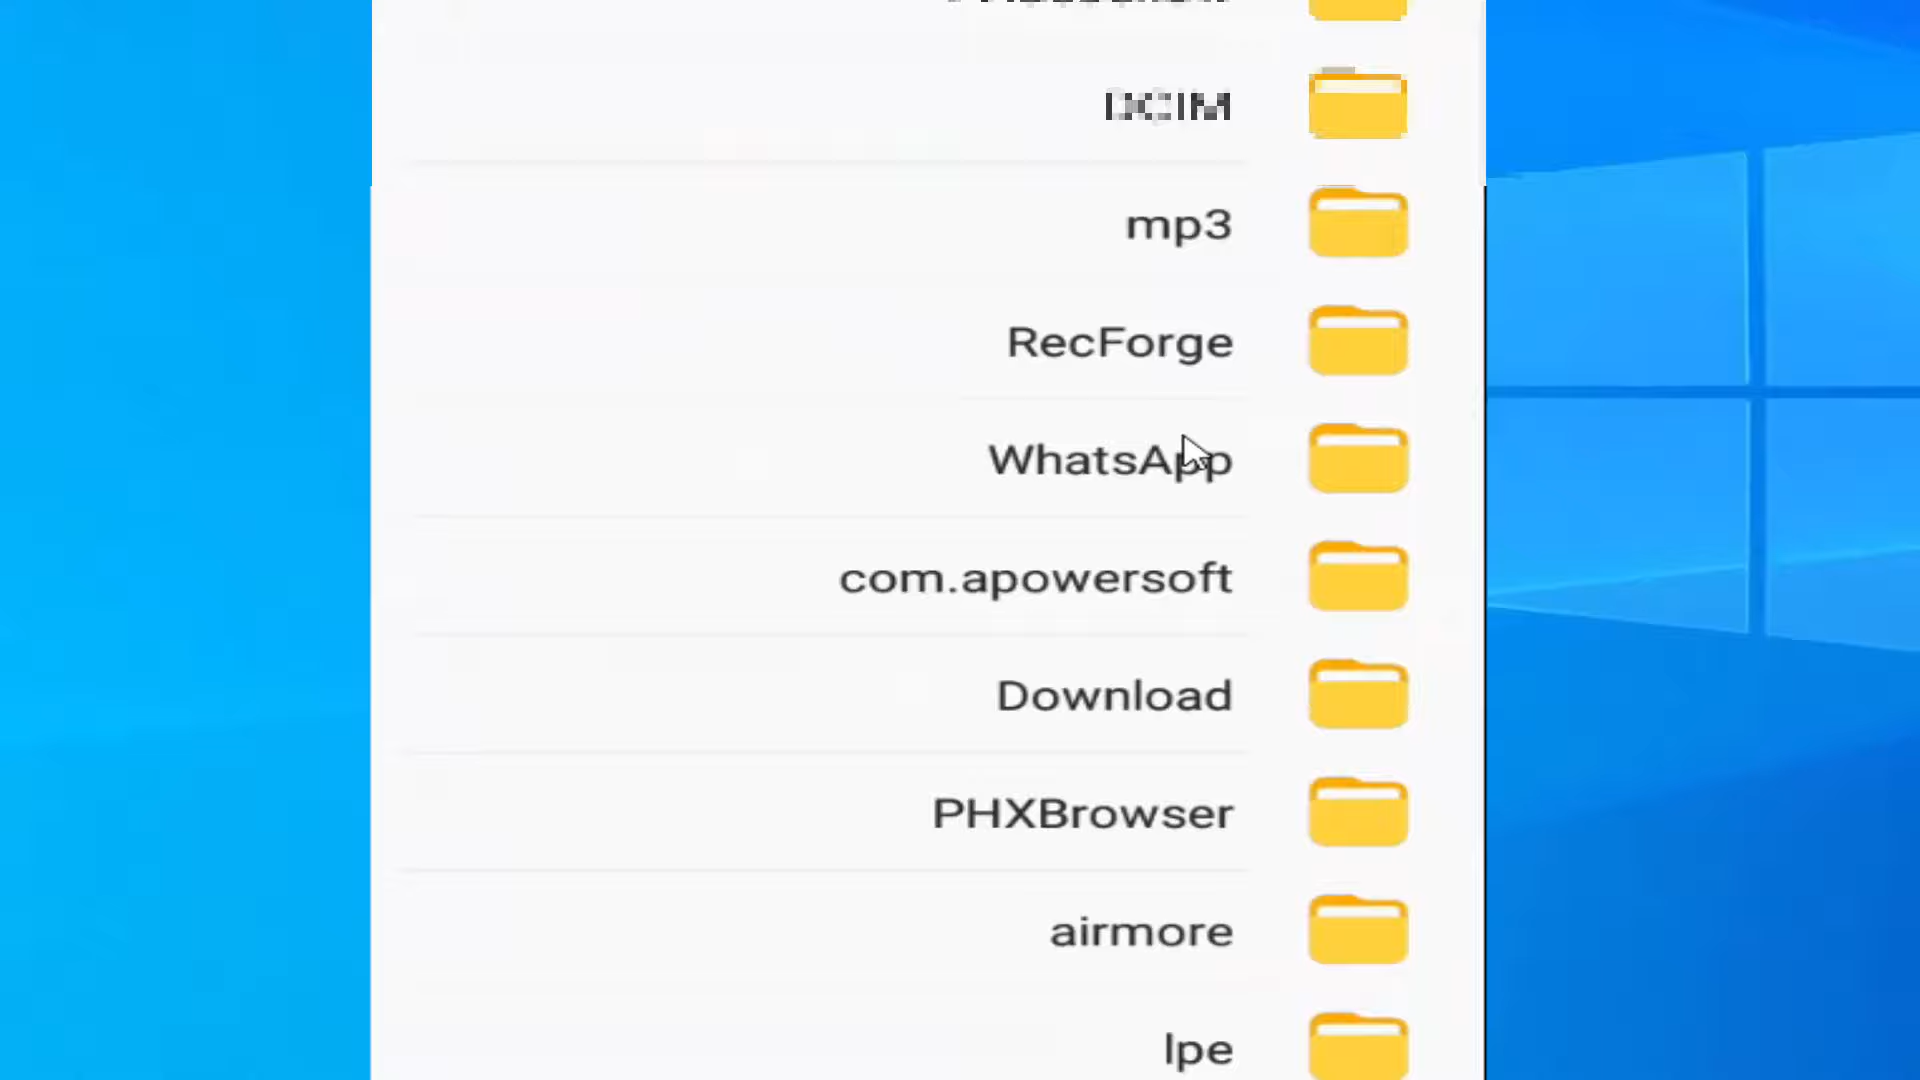 DCIM
mp3
RecForge
WhatsApp
com.apowersoft
Download
PHXBrowser
airmore
lpe